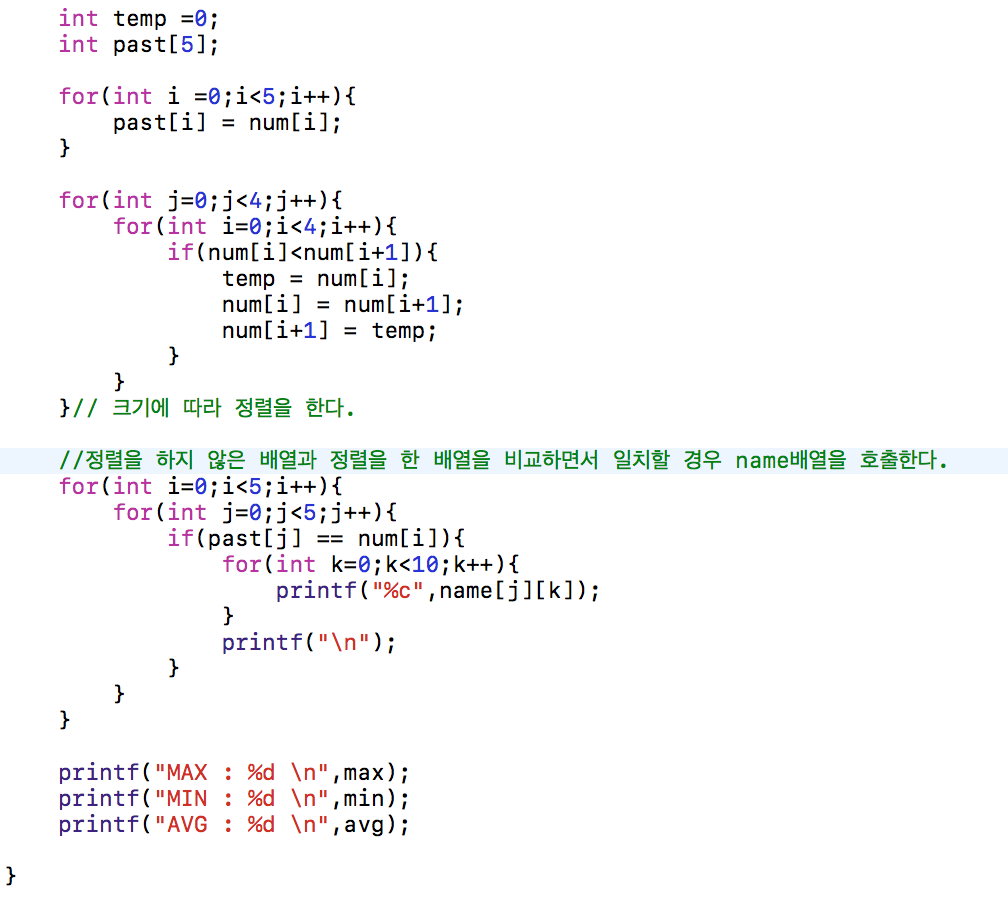 int temp =0;
int past[5];
for(int i =0;i<5;i++){
past[i] = num[i];
}
for(int j=0;j<4;j++){
for(int i=0;i<4;i++){
if(num[i]<num[i+1]){
temp = num[i];
num[i] = num[i+1];
num[i+1] = temp;
}
}
}// 크기에 따라 정렬을 한다.
//정렬을 하지 않은 배열과 정렬을 한 배열을 비교하면서 일치할 경우 name배열을 호출한다.
for(int i=0;i<5;i++){
for(int j=0;j<5;j++){
if(past[j] == num[i]){
for(int k=0;k<10;k++){
printf("%c",name[j][k]);
}
printf("\n");
}
}
}
printf("MAX : %d \n",max);
printf("MIN : %d \n",min);
printf("AVG : %d \n",avg);
}